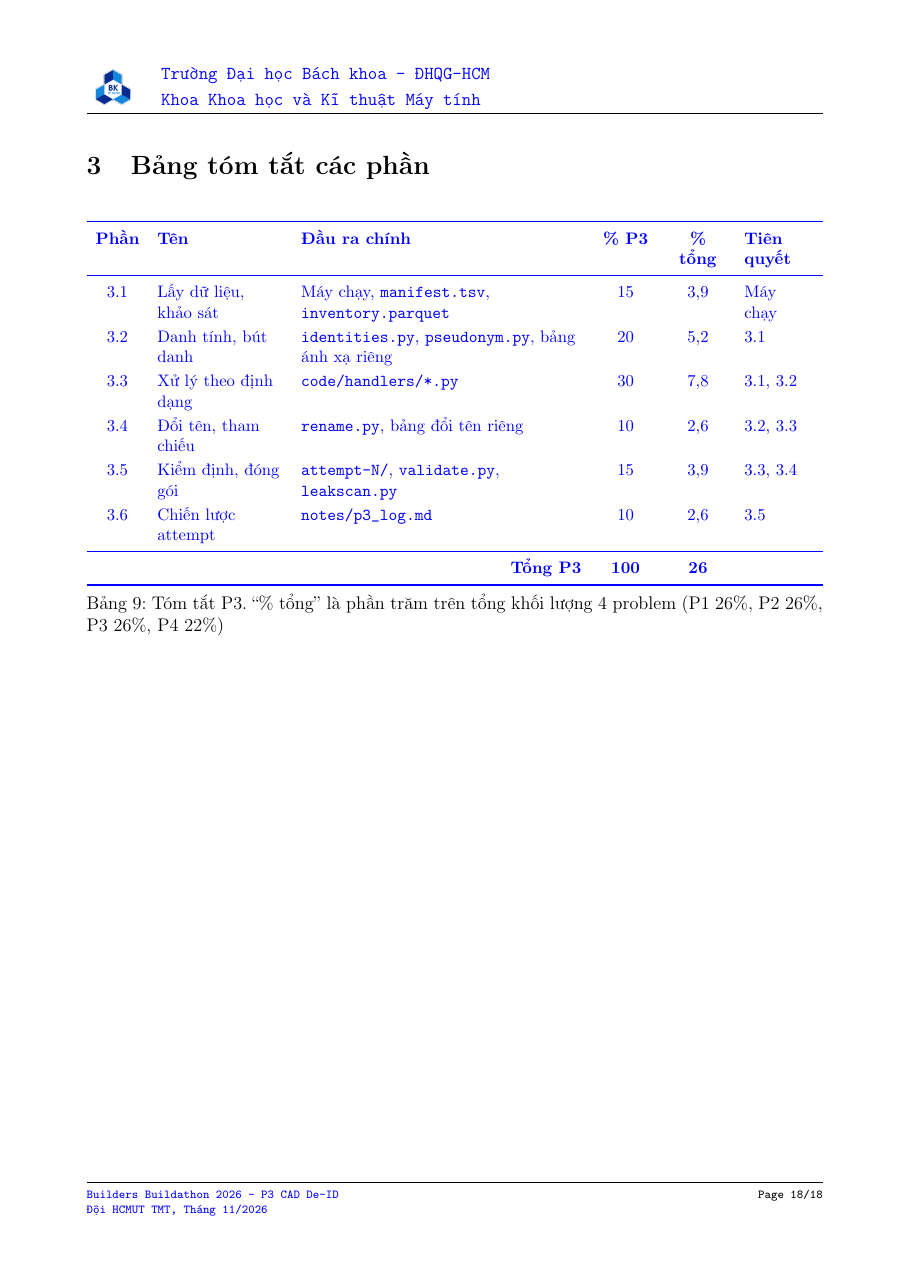 BK
Trường Đại học Bách khoa - ĐHQG-HCM
Khoa Khoa học và Kĩ thuật Máy tính
3 Bảng tóm tắt các phần
Phần Tên Đầu ra chính % P3 % tổng Tiên quyết
3.1 Lấy dữ liệu, khảo sát Máy chạy, manifest.tsv, inventory.parquet 15 3,9 Máy chạy
3.2 Danh tính, bút danh identities.py, pseudonym.py, bảng ánh xạ riêng 20 5,2 3.1
3.3 Xử lý theo định dạng code/handlers/*.py 30 7,8 3.1, 3.2
3.4 Đổi tên, tham chiếu rename.py, bảng đổi tên riêng 10 2,6 3.2, 3.3
3.5 Kiểm định, đóng gói attempt-N/, validate.py, leakscan.py 15 3,9 3.3, 3.4
3.6 Chiến lược attempt notes/p3_log.md 10 2,6 3.5
Tổng P3 100 26
Bảng 9: Tóm tắt P3. “% tổng” là phần trăm trên tổng khối lượng 4 problem (P1 26%, P2 26%,
P3 26%, P4 22%)
Builders Buildathon 2026 - P3 CAD De-ID Page 18/18
Đội HCMUT TMT, Tháng 11/2026